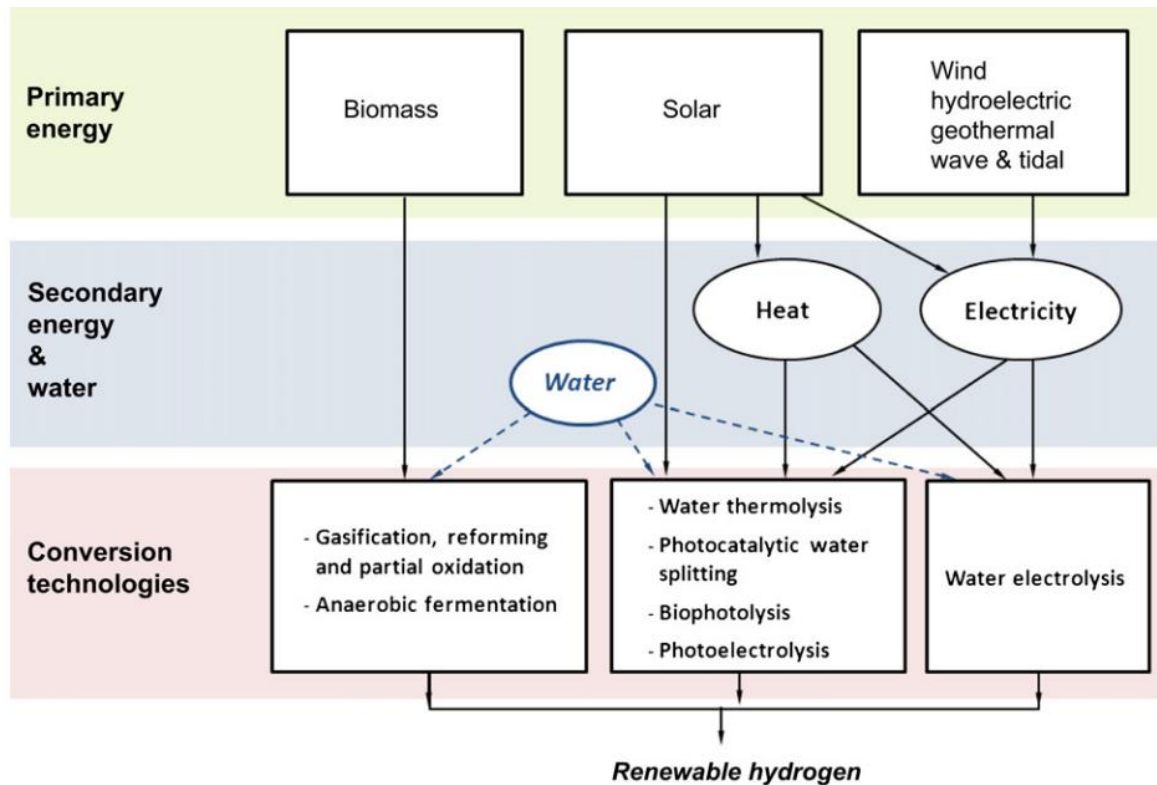 Primary
energy
Biomass
Solar
Wind
hydroelectric
geothermal
wave & tidal
Secondary
energy
&
water
Heat
Electricity
Water
Conversion
technologies
- Gasification, reforming
and partial oxidation
- Anaerobic fermentation
- Water thermolysis
- Photocatalytic water
splitting
- Biophotolysis
- Photoelectrolysis
Water electrolysis
Renewable hydrogen